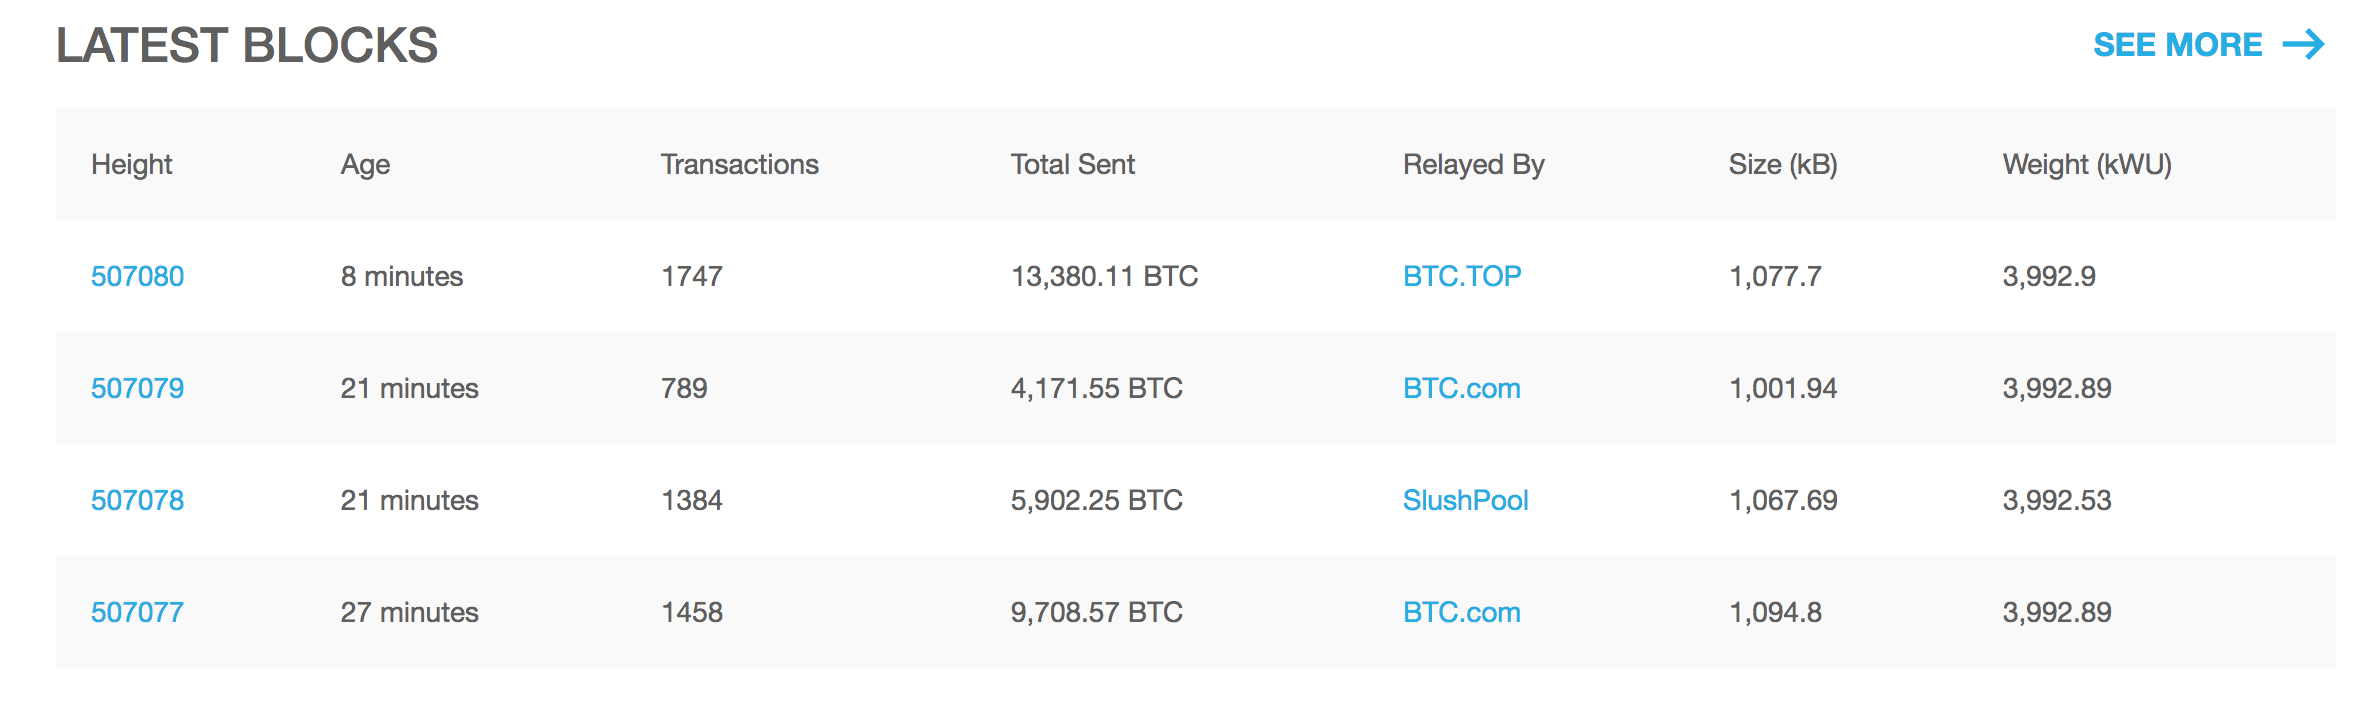 LATEST BLOCKS SEE MORE →
Height Age Transactions Total Sent Relayed By Size (kB) Weight (kWU)
507080 8 minutes 1747 13,380.11 BTC BTC.TOP 1,077.7 3,992.9
507079 21 minutes 789 4,171.55 BTC BTC.com 1,001.94 3,992.89
507078 21 minutes 1384 5,902.25 BTC SlushPool 1,067.69 3,992.53
507077 27 minutes 1458 9,708.57 BTC BTC.com 1,094.8 3,992.89